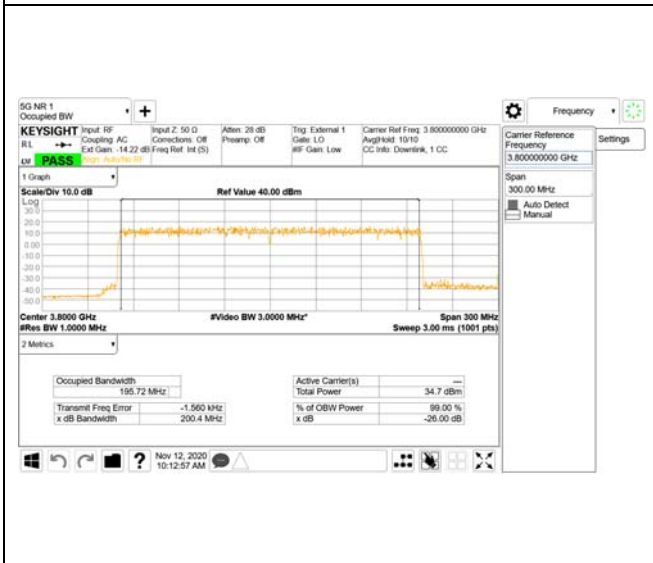 5G NR 1
Occupied BW
Frequency
KEYSIGHT
RL
PASS
Input: RF
Coupling: AC
Ext Gain: -14.22 dB
Align: Auto/No RF
Input Z: 50 Ω
Corrections: Off
Freq Ref: Int (S)
Atten: 28 dB
Preamp: Off
Trig: External 1
Gate: LO
#IF Gain: Low
Carrier Ref Freq: 3.800000000 GHz
Avg|Hold: 10/10
CC Info: Downlink, 1 CC
Carrier Reference
Frequency
3.800000000 GHz
Settings
Span
300.00 MHz
Auto Detect
Manual
1 Graph
Scale/Div 10.0 dB
Ref Value 40.00 dBm
Log
30.0
20.0
10.0
0.00
-10.0
-20.0
-30.0
-40.0
-50.0
Center 3.8000 GHz
#Video BW 3.0000 MHz*
Span 300 MHz
#Res BW 1.0000 MHz
Sweep 3.00 ms (1001 pts)
2 Metrics
Occupied Bandwidth
195.72 MHz
Transmit Freq Error -1.560 kHz
x dB Bandwidth 200.4 MHz
Active Carrier(s) ---
Total Power 34.7 dBm
% of OBW Power 99.00 %
x dB -26.00 dB
?
Nov 12, 2020
10:12:57 AM